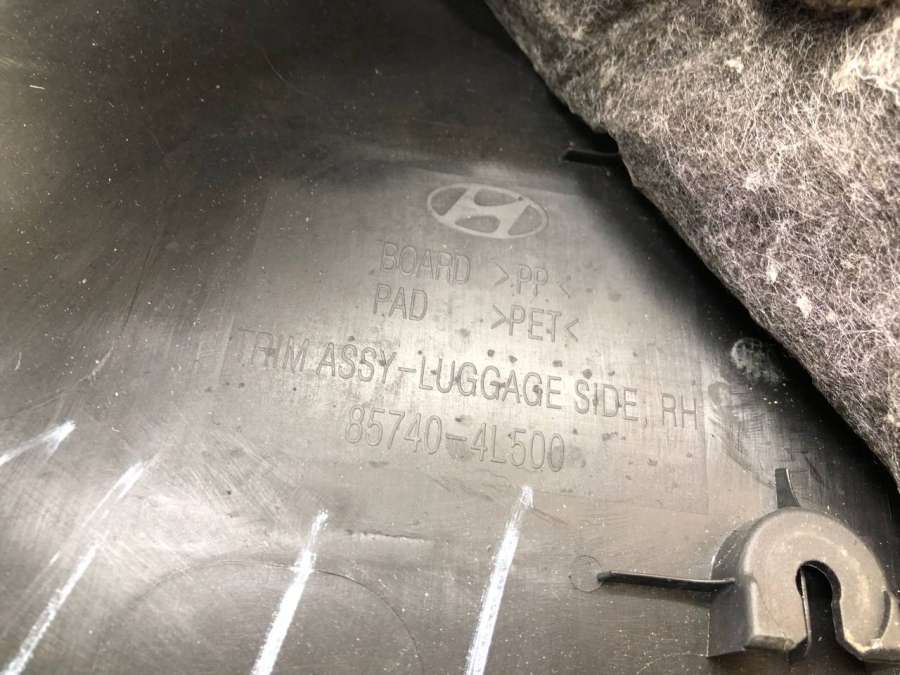 BOARD >PP<
PAD >PET<
TRIM ASSY-LUGGAGE SIDE, RH
85740-4L500